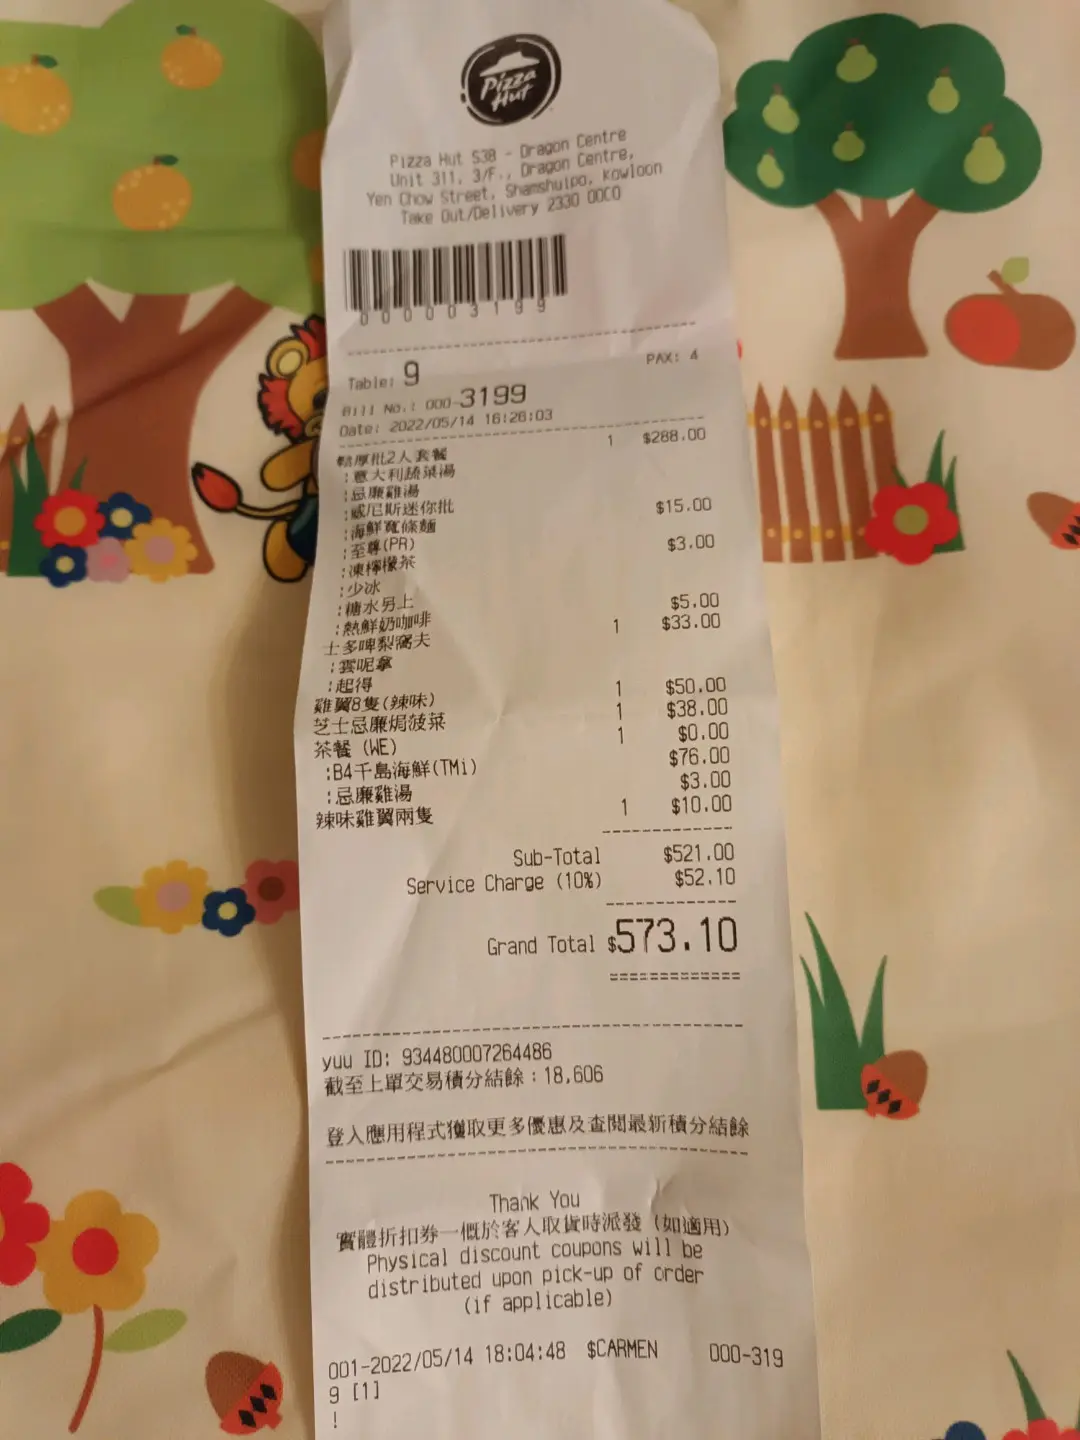 Pizza
Hut
Pizza Hut 538 - Dragon Centre
Unit 311, 3/F., Dragon Centre,
Yen Chow Street, Shamshuipo, Kowloon
Take Out/Delivery 2330 0000
000003199
Table: 9 PAX: 4
Bill No.: 000-3199
Date: 2022/05/14 16:26:03
鬆厚批2人套餐 1 $288.00
:意大利蔬菜湯
:忌廉雞湯
:威尼斯迷你批
:海鮮寬條麵 $15.00
:至尊(PR)
:凍檸檬茶 $3.00
:少冰
:糖水另上
:熱鮮奶咖啡 $5.00
士多啤梨窩夫 1 $33.00
:雲呢拿
:起得
雞翼8隻(辣味) 1 $50.00
芝士忌廉焗菠菜 1 $38.00
茶餐 (WE) 1 $0.00
:B4千島海鮮(TMi) $76.00
:忌廉雞湯 $3.00
辣味雞翼兩隻 1 $10.00
Sub-Total $521.00
Service Charge (10%) $52.10
Grand Total $573.10
yuu ID: 934480007264486
截至上單交易積分結餘:18,606
登入應用程式獲取更多優惠及查閱最新積分結餘
Thank You
實體折扣券一概於客人取貨時派發 (如適用)
Physical discount coupons will be
distributed upon pick-up of order
(if applicable)
001-2022/05/14 18:04:48 $CARMEN 000-319
9 [1]
!